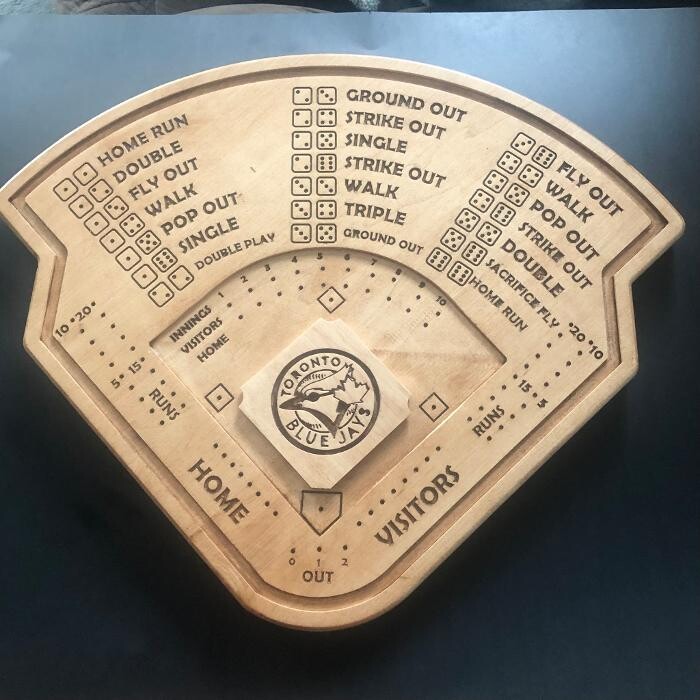 HOME RUN
DOUBLE
FLY OUT
WALK
POP OUT
SINGLE
DOUBLE PLAY
GROUND OUT
STRIKE OUT
SINGLE
STRIKE OUT
WALK
TRIPLE
GROUND OUT
FLY OUT
WALK
POP OUT
STRIKE OUT
DOUBLE
SACRIFICE FLY
HOME RUN
INNINGS 1 2 3 4 5 6 7 8 9 10
VISITORS
HOME
10 20
5 15
RUNS
20 10
15 5
RUNS
TORONTO
BLUE JAYS
HOME
VISITORS
0 1 2
OUT